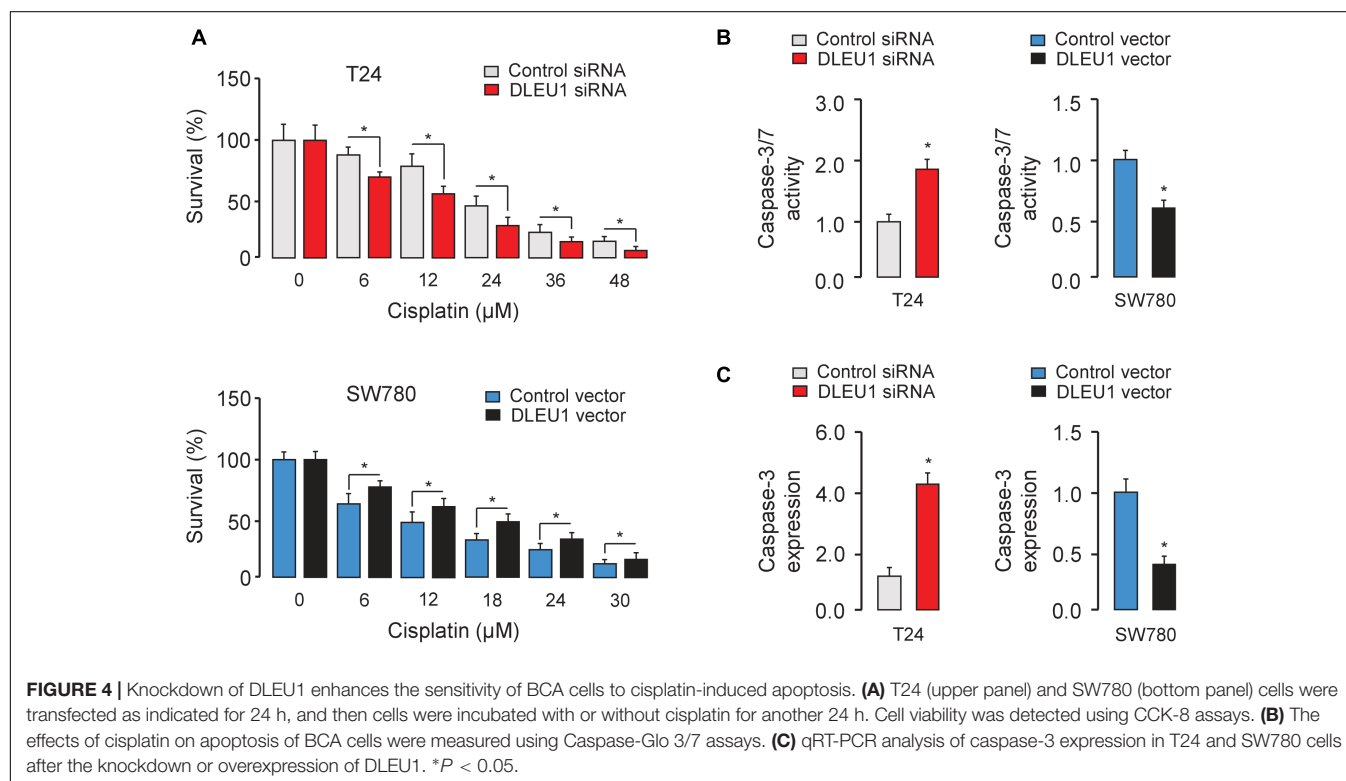 A
T24
Control siRNA
DLEU1 siRNA
Survival (%)
150
100
50
0
* * * * *
0 6 12 24 36 48
Cisplatin (µM)
SW780
Control vector
DLEU1 vector
Survival (%)
150
100
50
0
* * * * *
0 6 12 18 24 30
Cisplatin (µM)
B
Control siRNA
DLEU1 siRNA
Caspase-3/7
activity
3.0
2.0
1.0
0.0
*
T24
Control vector
DLEU1 vector
Caspase-3/7
activity
1.5
1.0
0.5
0.0
*
SW780
C
Control siRNA
DLEU1 siRNA
Caspase-3
expression
6.0
4.0
2.0
0.0
*
T24
Control vector
DLEU1 vector
Caspase-3
expression
1.5
1.0
0.5
0.0
*
SW780
FIGURE 4 | Knockdown of DLEU1 enhances the sensitivity of BCA cells to cisplatin-induced apoptosis. (A) T24 (upper panel) and SW780 (bottom panel) cells were
transfected as indicated for 24 h, and then cells were incubated with or without cisplatin for another 24 h. Cell viability was detected using CCK-8 assays. (B) The
effects of cisplatin on apoptosis of BCA cells were measured using Caspase-Glo 3/7 assays. (C) qRT-PCR analysis of caspase-3 expression in T24 and SW780 cells
after the knockdown or overexpression of DLEU1. *P < 0.05.